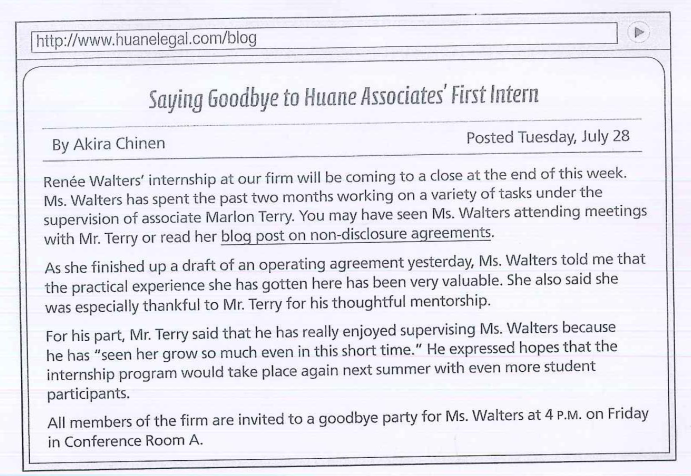 http://www.huanelegal.com/blog
Saying Goodbye to Huane Associates' First Intern
By Akira Chinen
Posted Tuesday, July 28
Renée Walters' internship at our firm will be coming to a close at the end of this week.
Ms. Walters has spent the past two months working on a variety of tasks under the
supervision of associate Marlon Terry. You may have seen Ms. Walters attending meetings
with Mr. Terry or read her blog post on non-disclosure agreements.
As she finished up a draft of an operating agreement yesterday, Ms. Walters told me that
the practical experience she has gotten here has been very valuable. She also said she
was especially thankful to Mr. Terry for his thoughtful mentorship.
For his part, Mr. Terry said that he has really enjoyed supervising Ms. Walters because
he has "seen her grow so much even in this short time." He expressed hopes that the
internship program would take place again next summer with even more student
participants.
All members of the firm are invited to a goodbye party for Ms. Walters at 4 P.M. on Friday
in Conference Room A.